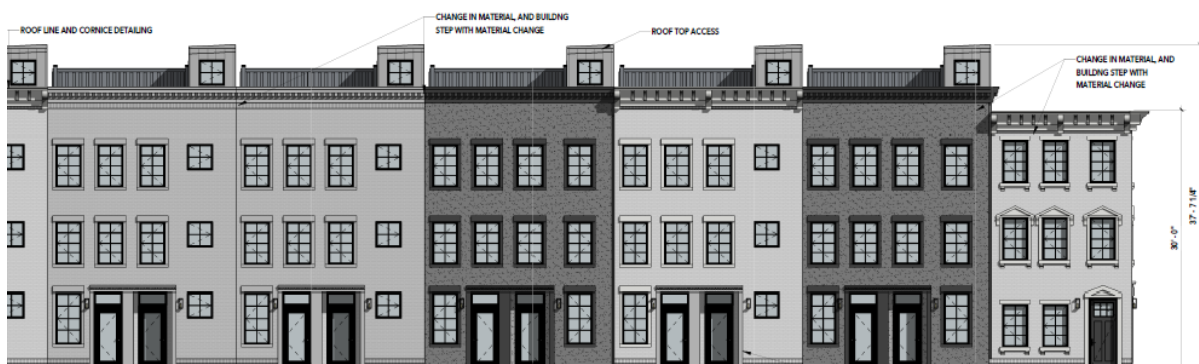 ROOF LINE AND CORNICE DETAILING
CHANGE IN MATERIAL, AND BUILDNG
STEP WITH MATERIAL CHANGE
ROOF TOP ACCESS
CHANGE IN MATERIAL, AND
BUILDNG STEP WITH
MATERIAL CHANGE
30' - 0"
37' - 7 1/4"